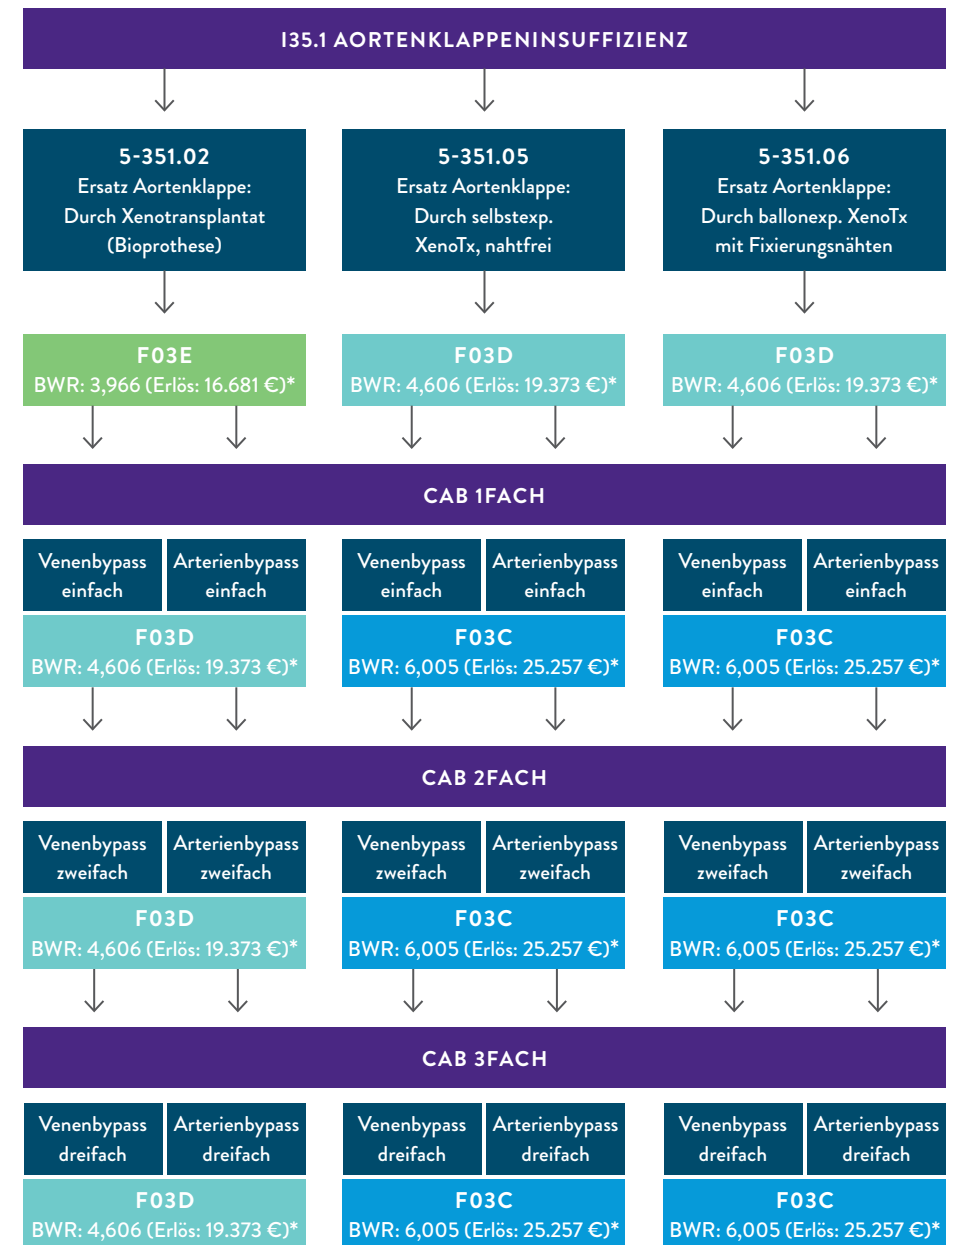 I35.1 AORTENKLAPPENINSUFFIZIENZ
5-351.02
Ersatz Aortenklappe:
Durch Xenotransplantat
(Bioprothese)
5-351.05
Ersatz Aortenklappe:
Durch selbstexp.
XenoTx, nahtfrei
5-351.06
Ersatz Aortenklappe:
Durch ballonexp. XenoTx
mit Fixierungsnähten
F03E
BWR: 3,966 (Erlös: 16.681 €)*
F03D
BWR: 4,606 (Erlös: 19.373 €)*
F03D
BWR: 4,606 (Erlös: 19.373 €)*
CAB 1FACH
Venenbypass
einfach
Arterienbypass
einfach
Venenbypass
einfach
Arterienbypass
einfach
Venenbypass
einfach
Arterienbypass
einfach
F03D
BWR: 4,606 (Erlös: 19.373 €)*
F03C
BWR: 6,005 (Erlös: 25.257 €)*
F03C
BWR: 6,005 (Erlös: 25.257 €)*
CAB 2FACH
Venenbypass
zweifach
Arterienbypass
zweifach
Venenbypass
zweifach
Arterienbypass
zweifach
Venenbypass
zweifach
Arterienbypass
zweifach
F03D
BWR: 4,606 (Erlös: 19.373 €)*
F03C
BWR: 6,005 (Erlös: 25.257 €)*
F03C
BWR: 6,005 (Erlös: 25.257 €)*
CAB 3FACH
Venenbypass
dreifach
Arterienbypass
dreifach
Venenbypass
dreifach
Arterienbypass
dreifach
Venenbypass
dreifach
Arterienbypass
dreifach
F03D
BWR: 4,606 (Erlös: 19.373 €)*
F03C
BWR: 6,005 (Erlös: 25.257 €)*
F03C
BWR: 6,005 (Erlös: 25.257 €)*